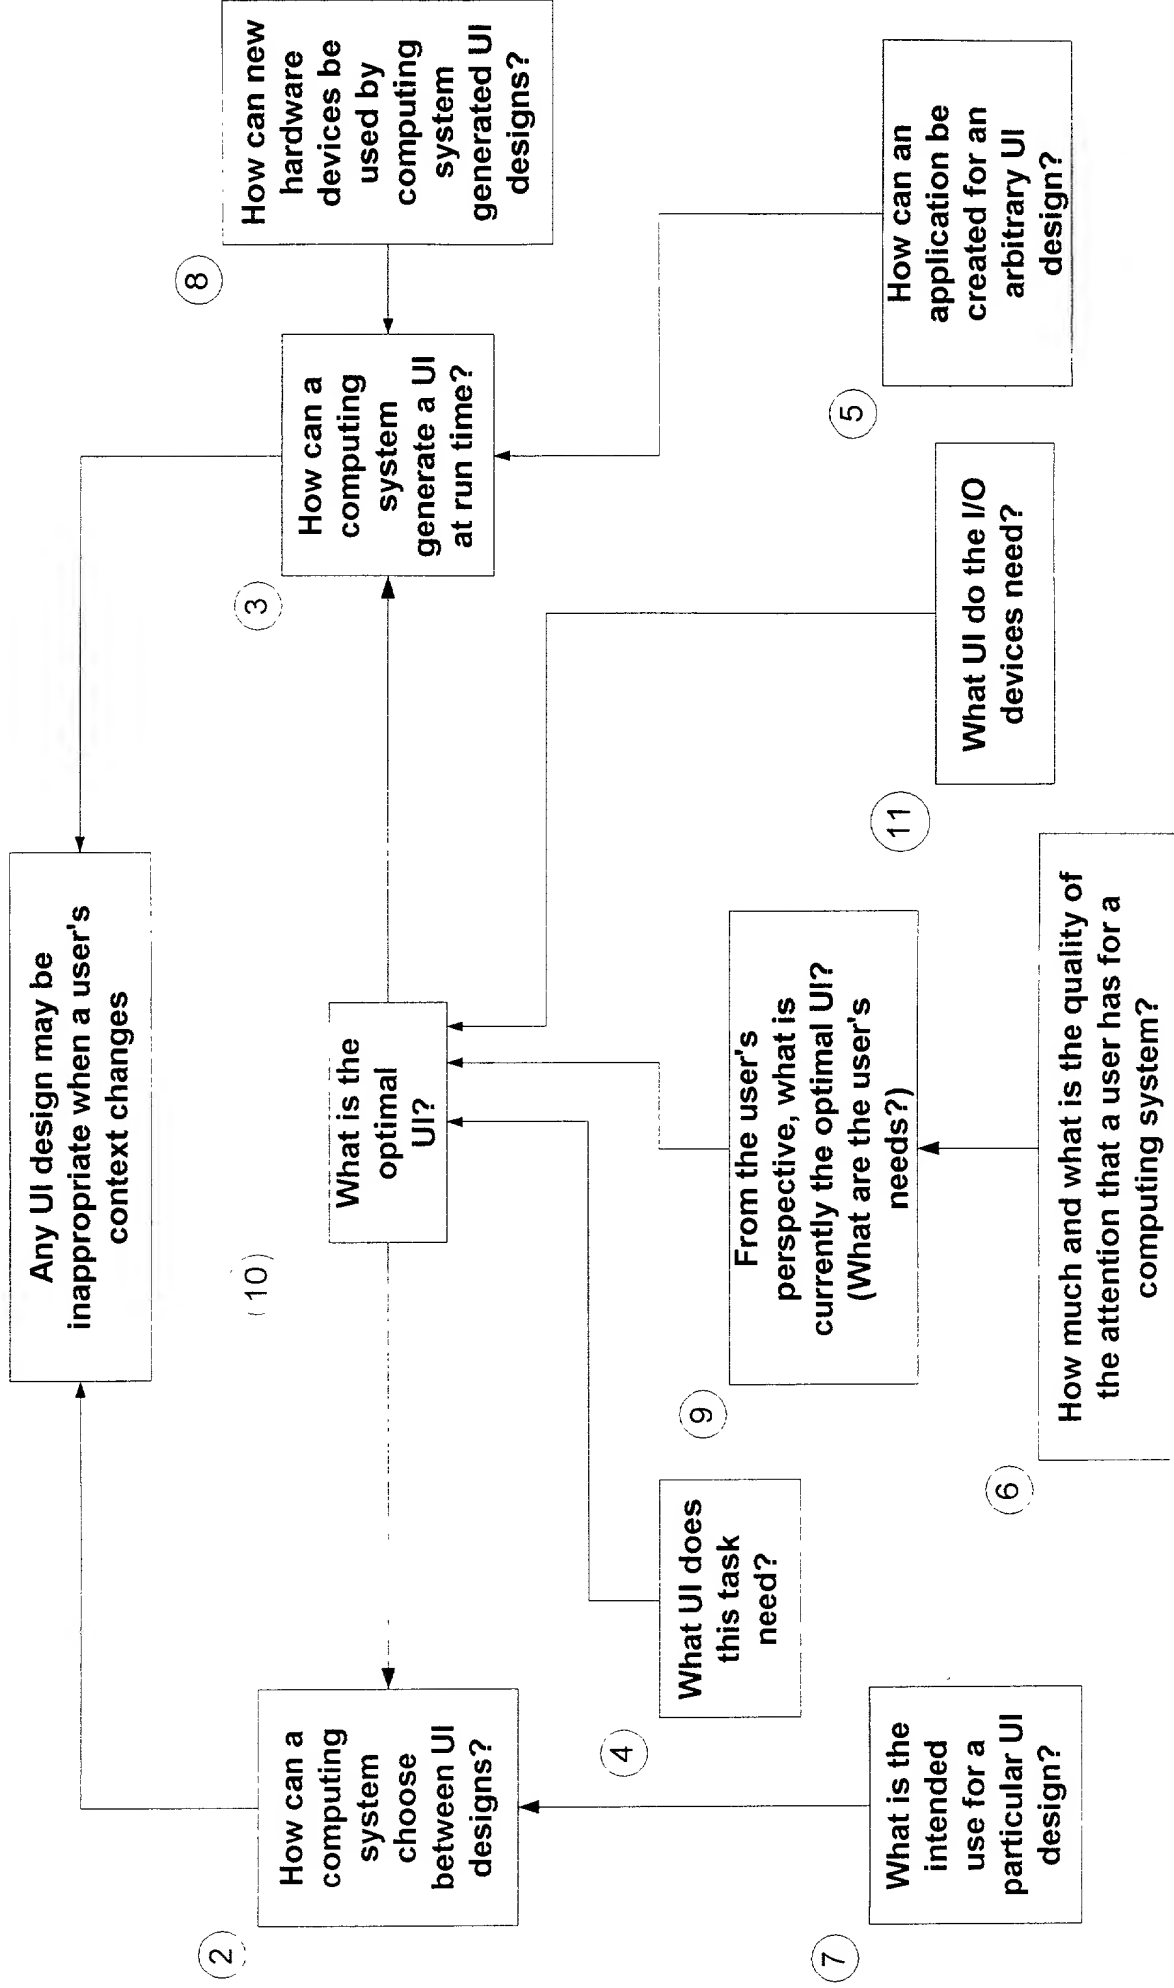 Any UI design may be
inappropriate when a user's
context changes
2
How can a
computing
system
choose
between UI
designs?
(10)
What is the
optimal
UI?
3
How can a
computing
system
generate a UI
at run time?
8
How can new
hardware
devices be
used by
computing
system
generated UI
designs?
4
What UI does
this task
need?
9
From the user's
perspective, what is
currently the optimal UI?
(What are the user's
needs?)
7
What is the
intended
use for a
particular UI
design?
6
How much and what is the quality of
the attention that a user has for a
computing system?
11
What UI do the I/O
devices need?
5
How can an
application be
created for an
arbitrary UI
design?